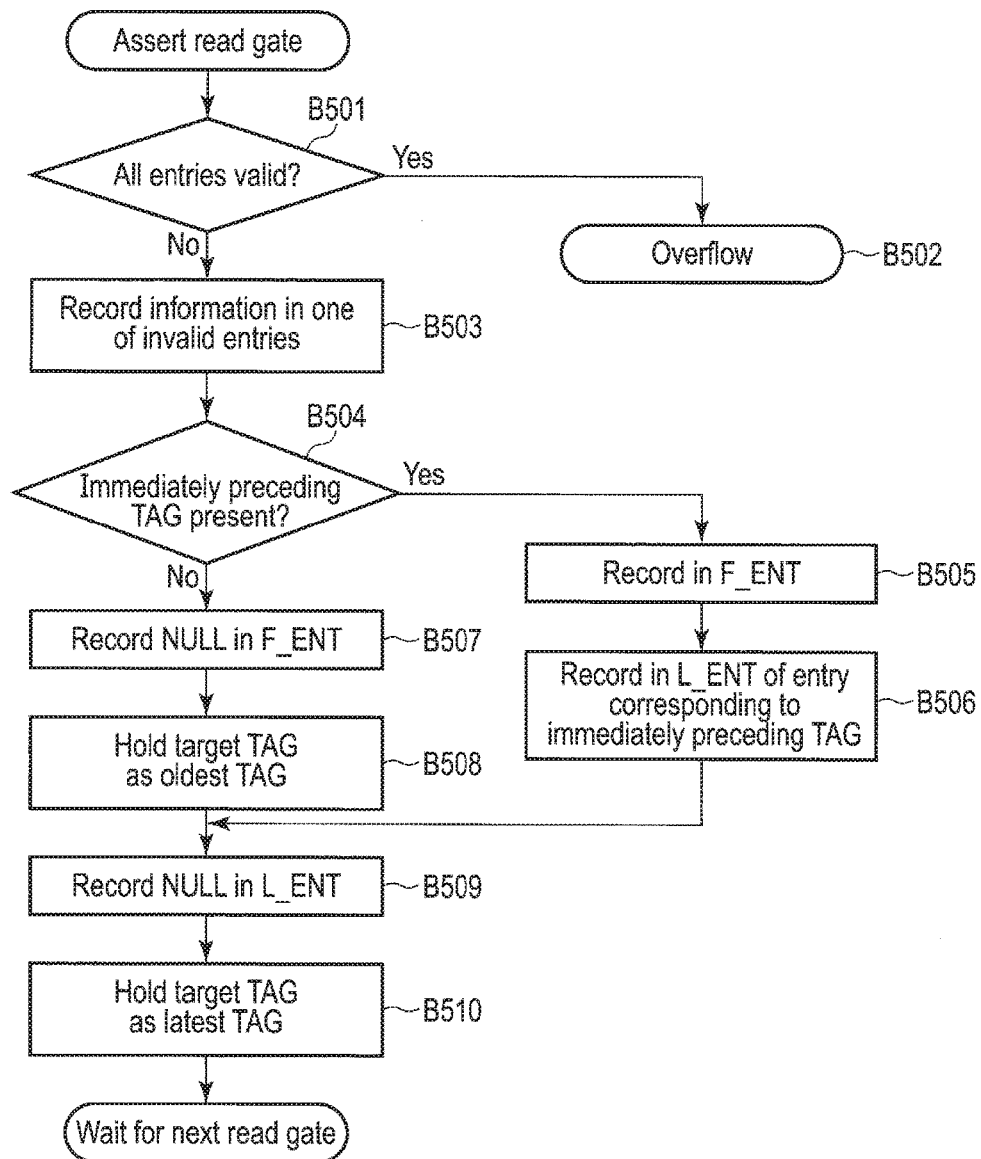 Assert read gate
B501
All entries valid?
Yes
No
Overflow
B502
Record information in one
of invalid entries
B503
B504
Immediately preceding
TAG present?
Yes
No
Record in F_ENT
B505
Record NULL in F_ENT
B507
Record in L_ENT of entry
corresponding to
immediately preceding TAG
B506
Hold target TAG
as oldest TAG
B508
Record NULL in L_ENT
B509
Hold target TAG
as latest TAG
B510
Wait for next read gate